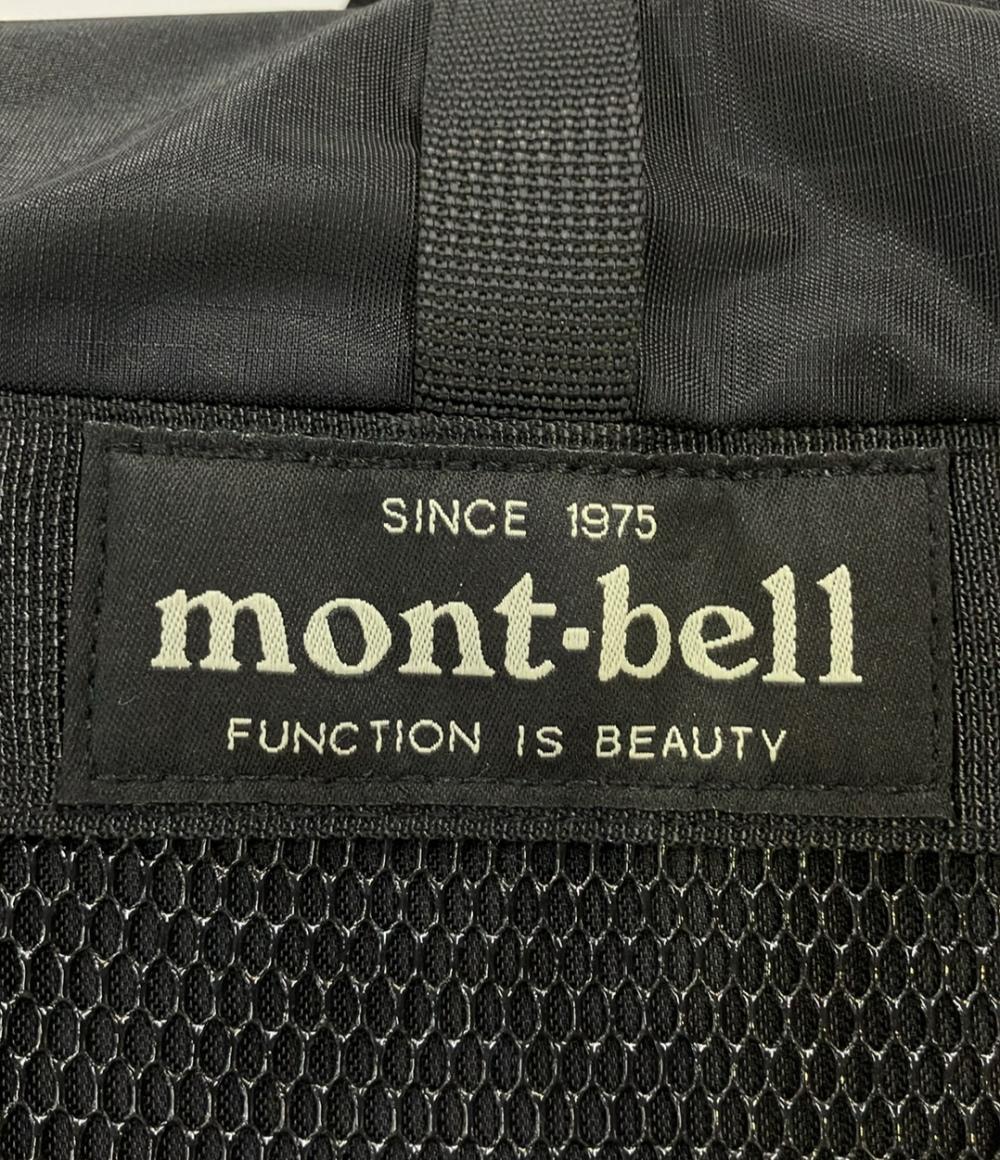 SINCE 1975
mont-bell
FUNCTION IS BEAUTY